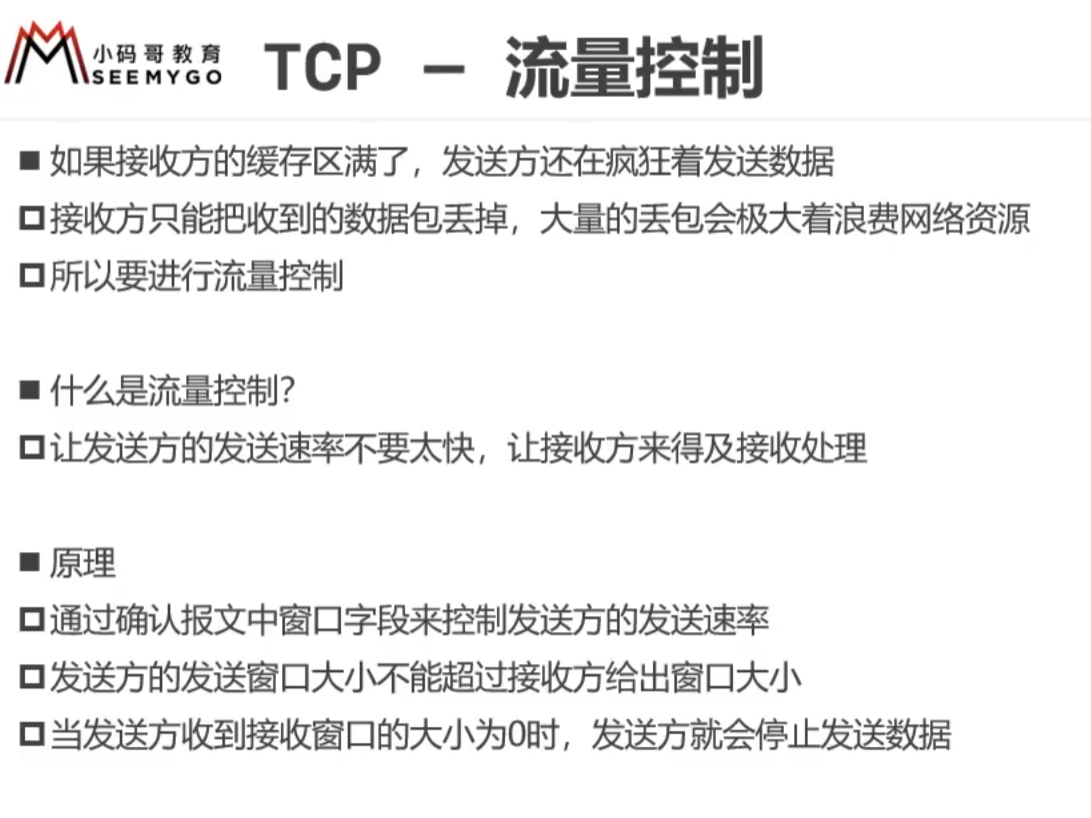 小码哥教育
SEEMYGO
TCP - 流量控制
如果接收方的缓存区满了，发送方还在疯狂着发送数据
接收方只能把收到的数据包丢掉，大量的丢包会极大着浪费网络资源
所以要进行流量控制
什么是流量控制？
让发送方的发送速率不要太快，让接收方来得及接收处理
原理
通过确认报文中窗口字段来控制发送方的发送速率
发送方的发送窗口大小不能超过接收方给出窗口大小
当发送方收到接收窗口的大小为0时，发送方就会停止发送数据